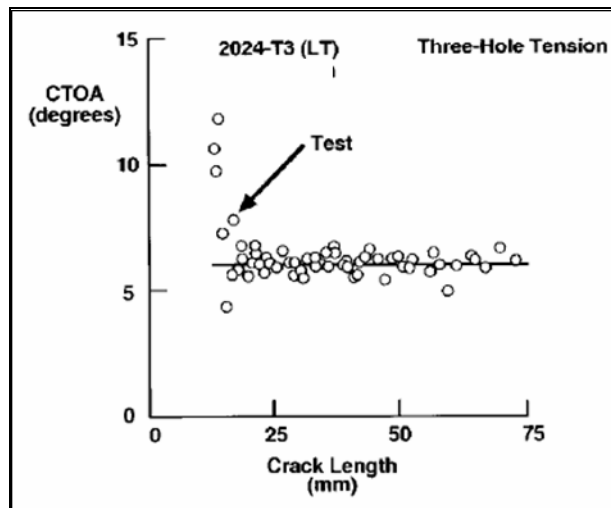 15
2024-T3 (LT)
Three-Hole Tension
CTOA
(degrees)
Test
10
5
0
0
25
50
75
Crack Length
(mm)